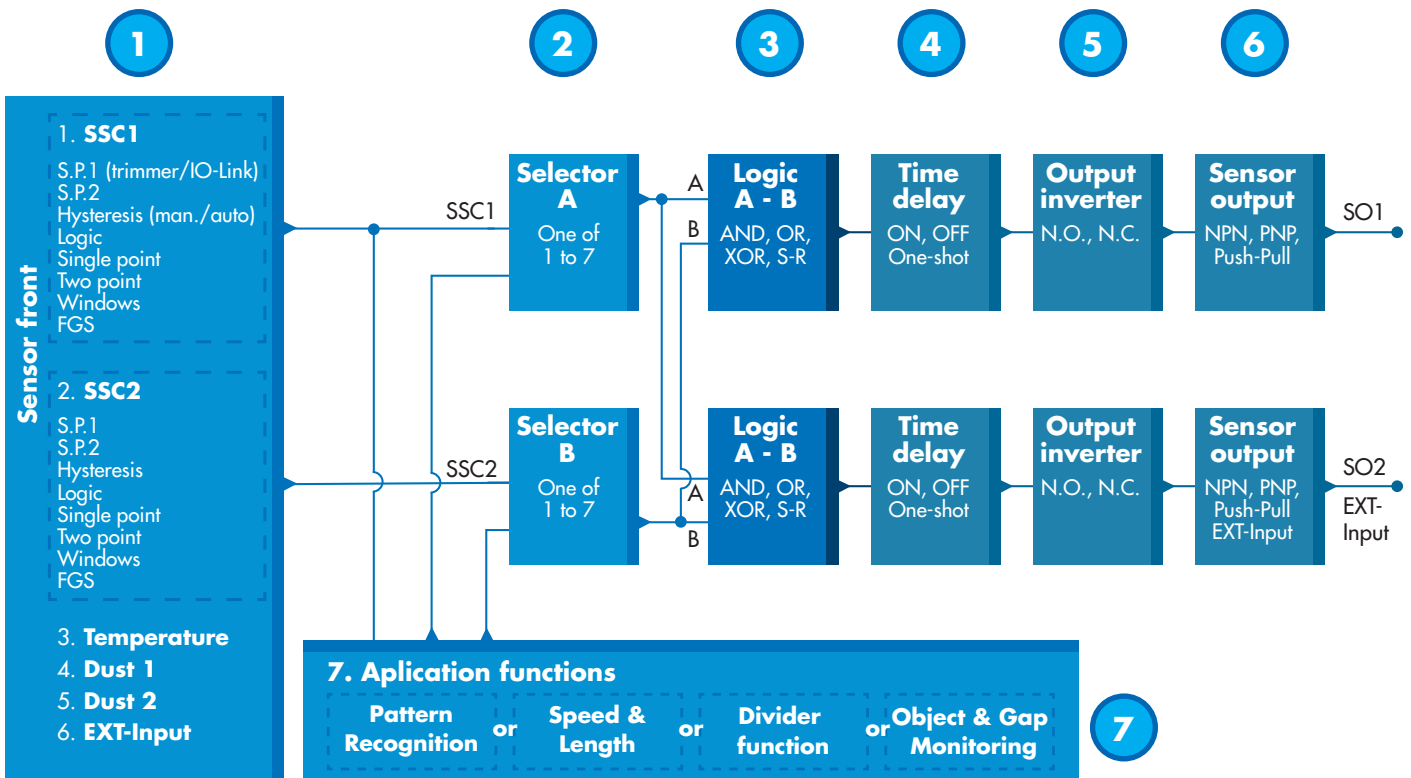 1
2
3
4
5
6
Sensor front
1. SSC1
S.P.1 (trimmer/IO-Link)
S.P.2
Hysteresis (man./auto)
Logic
Single point
Two point
Windows
FGS
2. SSC2
S.P.1
S.P.2
Hysteresis
Logic
Single point
Two point
Windows
FGS
3. Temperature
4. Dust 1
5. Dust 2
6. EXT-Input
SSC1
Selector
A
One of
1 to 7
A
B
Logic
A - B
AND, OR,
XOR, S-R
Time
delay
ON, OFF
One-shot
Output
inverter
N.O., N.C.
Sensor
output
NPN, PNP,
Push-Pull
SO1
SSC2
Selector
B
One of
1 to 7
A
B
Logic
A - B
AND, OR,
XOR, S-R
Time
delay
ON, OFF
One-shot
Output
inverter
N.O., N.C.
Sensor
output
NPN, PNP,
Push-Pull
EXT-Input
SO2
EXT-
Input
7. Aplication functions
Pattern
Recognition
or
Speed &
Length
or
Divider
function
or
Object & Gap
Monitoring
7